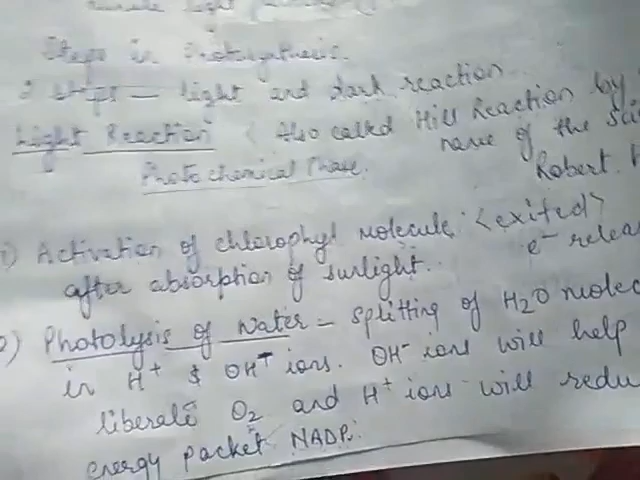 Steps in Photosynthesis.
2 steps — light and dark reaction
Light Reaction < Also called Hill Reaction by
Photochemical Phase. name of the
Robert.
1) Activation of chlorophyl molecule : <exited>
after absorption of sunlight. e⁻
2) Photolysis of Water — splitting of H2O
in H+ & OH- ions. OH- ions will help
liberate O2 and H+ ions will
energy packet NADP.